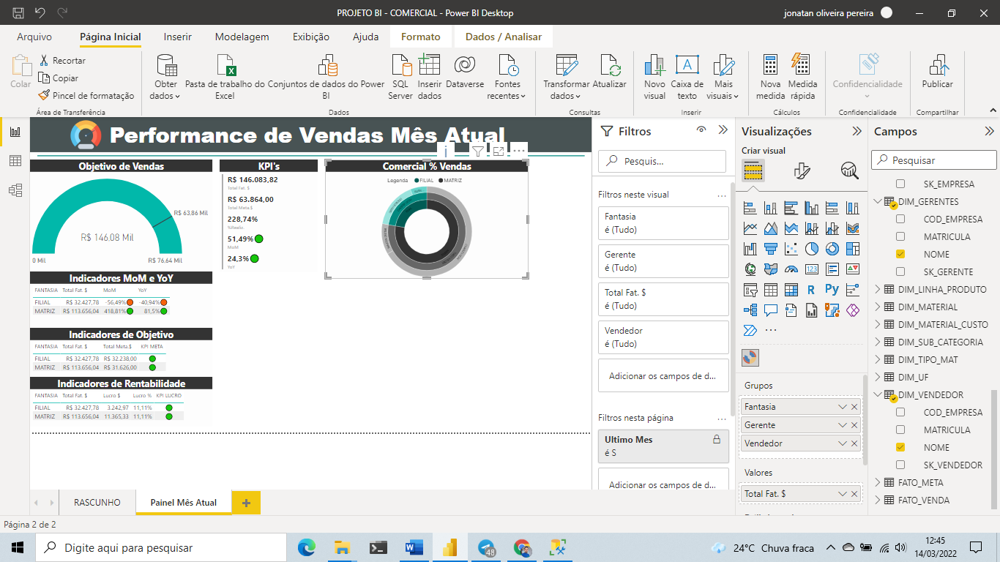 PROJETO BI - COMERCIAL - Power BI Desktop
jonatan oliveira pereira
Arquivo
Página Inicial
Inserir
Modelagem
Exibição
Ajuda
Formato
Dados / Analisar
Colar
Recortar
Copiar
Pincel de formatação
Área de Transferência
Obter dados
Pasta de trabalho do Excel
Conjuntos de dados do Power BI
SQL Server
Inserir dados
Dataverse
Fontes recentes
Dados
Transformar dados
Atualizar
Consultas
Novo visual
Caixa de texto
Mais visuais
Inserir
Nova medida
Medida rápida
Cálculos
Confidencialidade
Confidencialidade
Publicar
Compartilhar
Performance de Vendas Mês Atual
Objetivo de Vendas
R$ 63.86 Mil
R$ 146.08 Mil
0 Mil
R$ 76.64 Mil
KPI's
R$ 146.083,82
Total Fat. $
R$ 63.864,00
Total Meta.$
228,74%
%Realiz.
51,49%
MoM
24,3%
YoY
Comercial % Vendas
Legenda FILIAL MATRIZ
Indicadores MoM e YoY
FANTASIA Total Fat. $ MoM YoY
FILIAL R$ 32.427,78 -56,49% -40,94%
MATRIZ R$ 113.656,04 418,81% 81,5%
Indicadores de Objetivo
FANTASIA Total Fat. $ Total Meta.$ KPI META
FILIAL R$ 32.427,78 R$ 32.238,00
MATRIZ R$ 113.656,04 R$ 31.626,00
Indicadores de Rentabilidade
FANTASIA Total Fat. $ Lucro $ Lucro % KPI LUCRO
FILIAL R$ 32.427,78 3.242,97 11,11%
MATRIZ R$ 113.656,04 11.365,33 11,11%
Filtros
Pesquis...
Filtros neste visual ...
Fantasia
é (Tudo)
Gerente
é (Tudo)
Total Fat. $
é (Tudo)
Vendedor
é (Tudo)
Adicionar os campos de d...
Filtros nesta página ...
Ultimo Mes
é S
Adicionar os campos de d...
Visualizações
Criar visual
123
R
Py
Grupos
Fantasia
Gerente
Vendedor
Valores
Total Fat. $
Campos
Pesquisar
SK_EMPRESA
DIM_GERENTES
COD_EMPRESA
MATRICULA
NOME
SK_GERENTE
DIM_LINHA_PRODUTO
DIM_MATERIAL
DIM_MATERIAL_CUSTO
DIM_SUB_CATEGORIA
DIM_TIPO_MAT
DIM_UF
DIM_VENDEDOR
COD_EMPRESA
MATRICULA
NOME
SK_VENDEDOR
FATO_META
FATO_VENDA
RASCUNHO
Painel Mês Atual
Página 2 de 2
Digite aqui para pesquisar
48
24°C Chuva fraca
12:45
14/03/2022